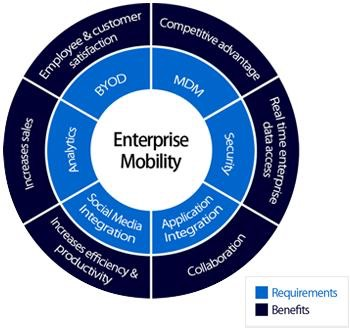 Employee & customer
satisfaction
Competitive advantage
Real time enterprise
data access
Collaboration
Increases efficiency &
productivity
Increases sales
BYOD
MDM
Security
Application
Integration
Social Media
Integration
Analytics
Enterprise
Mobility
Requirements
Benefits